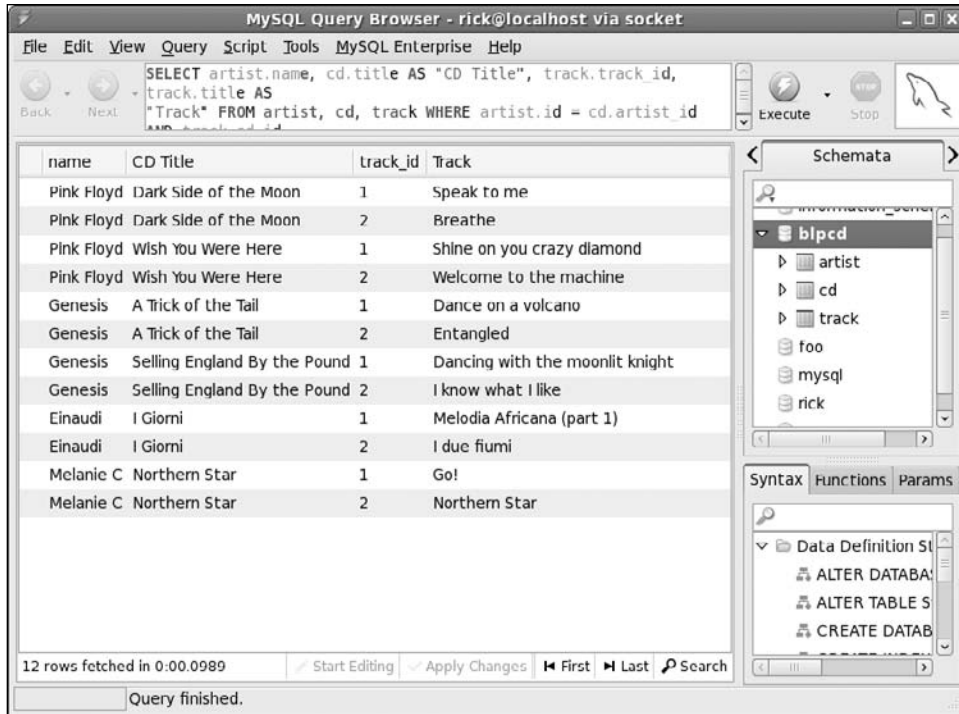 MySQL Query Browser - rick@localhost via socket
File Edit View Query Script Tools MySQL Enterprise Help
SELECT artist.name, cd.title AS "CD Title", track.track_id,
track.title AS
"Track" FROM artist, cd, track WHERE artist.id = cd.artist_id
Back Next Execute STOP Stop
name CD Title track_id Track
Pink Floyd Dark Side of the Moon 1 Speak to me
Pink Floyd Dark Side of the Moon 2 Breathe
Pink Floyd Wish You Were Here 1 Shine on you crazy diamond
Pink Floyd Wish You Were Here 2 Welcome to the machine
Genesis A Trick of the Tail 1 Dance on a volcano
Genesis A Trick of the Tail 2 Entangled
Genesis Selling England By the Pound 1 Dancing with the moonlit knight
Genesis Selling England By the Pound 2 I know what I like
Einaudi I Giorni 1 Melodia Africana (part 1)
Einaudi I Giorni 2 I due fiumi
Melanie C Northern Star 1 Go!
Melanie C Northern Star 2 Northern Star
12 rows fetched in 0:00.0989 Start Editing Apply Changes First Last Search
Query finished.
Schemata
blpcd
artist
cd
track
foo
mysql
rick
Syntax Functions Params
Data Definition St
ALTER DATABA
ALTER TABLE S
CREATE DATAB